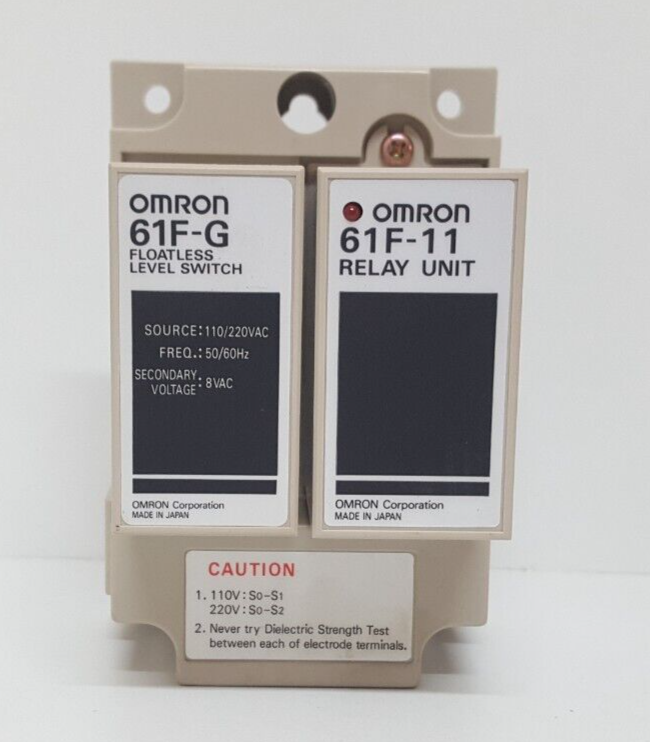 OMRON
61F-G
FLOATLESS
LEVEL SWITCH
SOURCE:110/220VAC
FREQ.:50/60Hz
SECONDARY
VOLTAGE:8VAC
OMRON Corporation
MADE IN JAPAN
OMRON
61F-11
RELAY UNIT
OMRON Corporation
MADE IN JAPAN
CAUTION
1. 110V:S0-S1
220V:S0-S2
2. Never try Dielectric Strength Test
between each of electrode terminals.